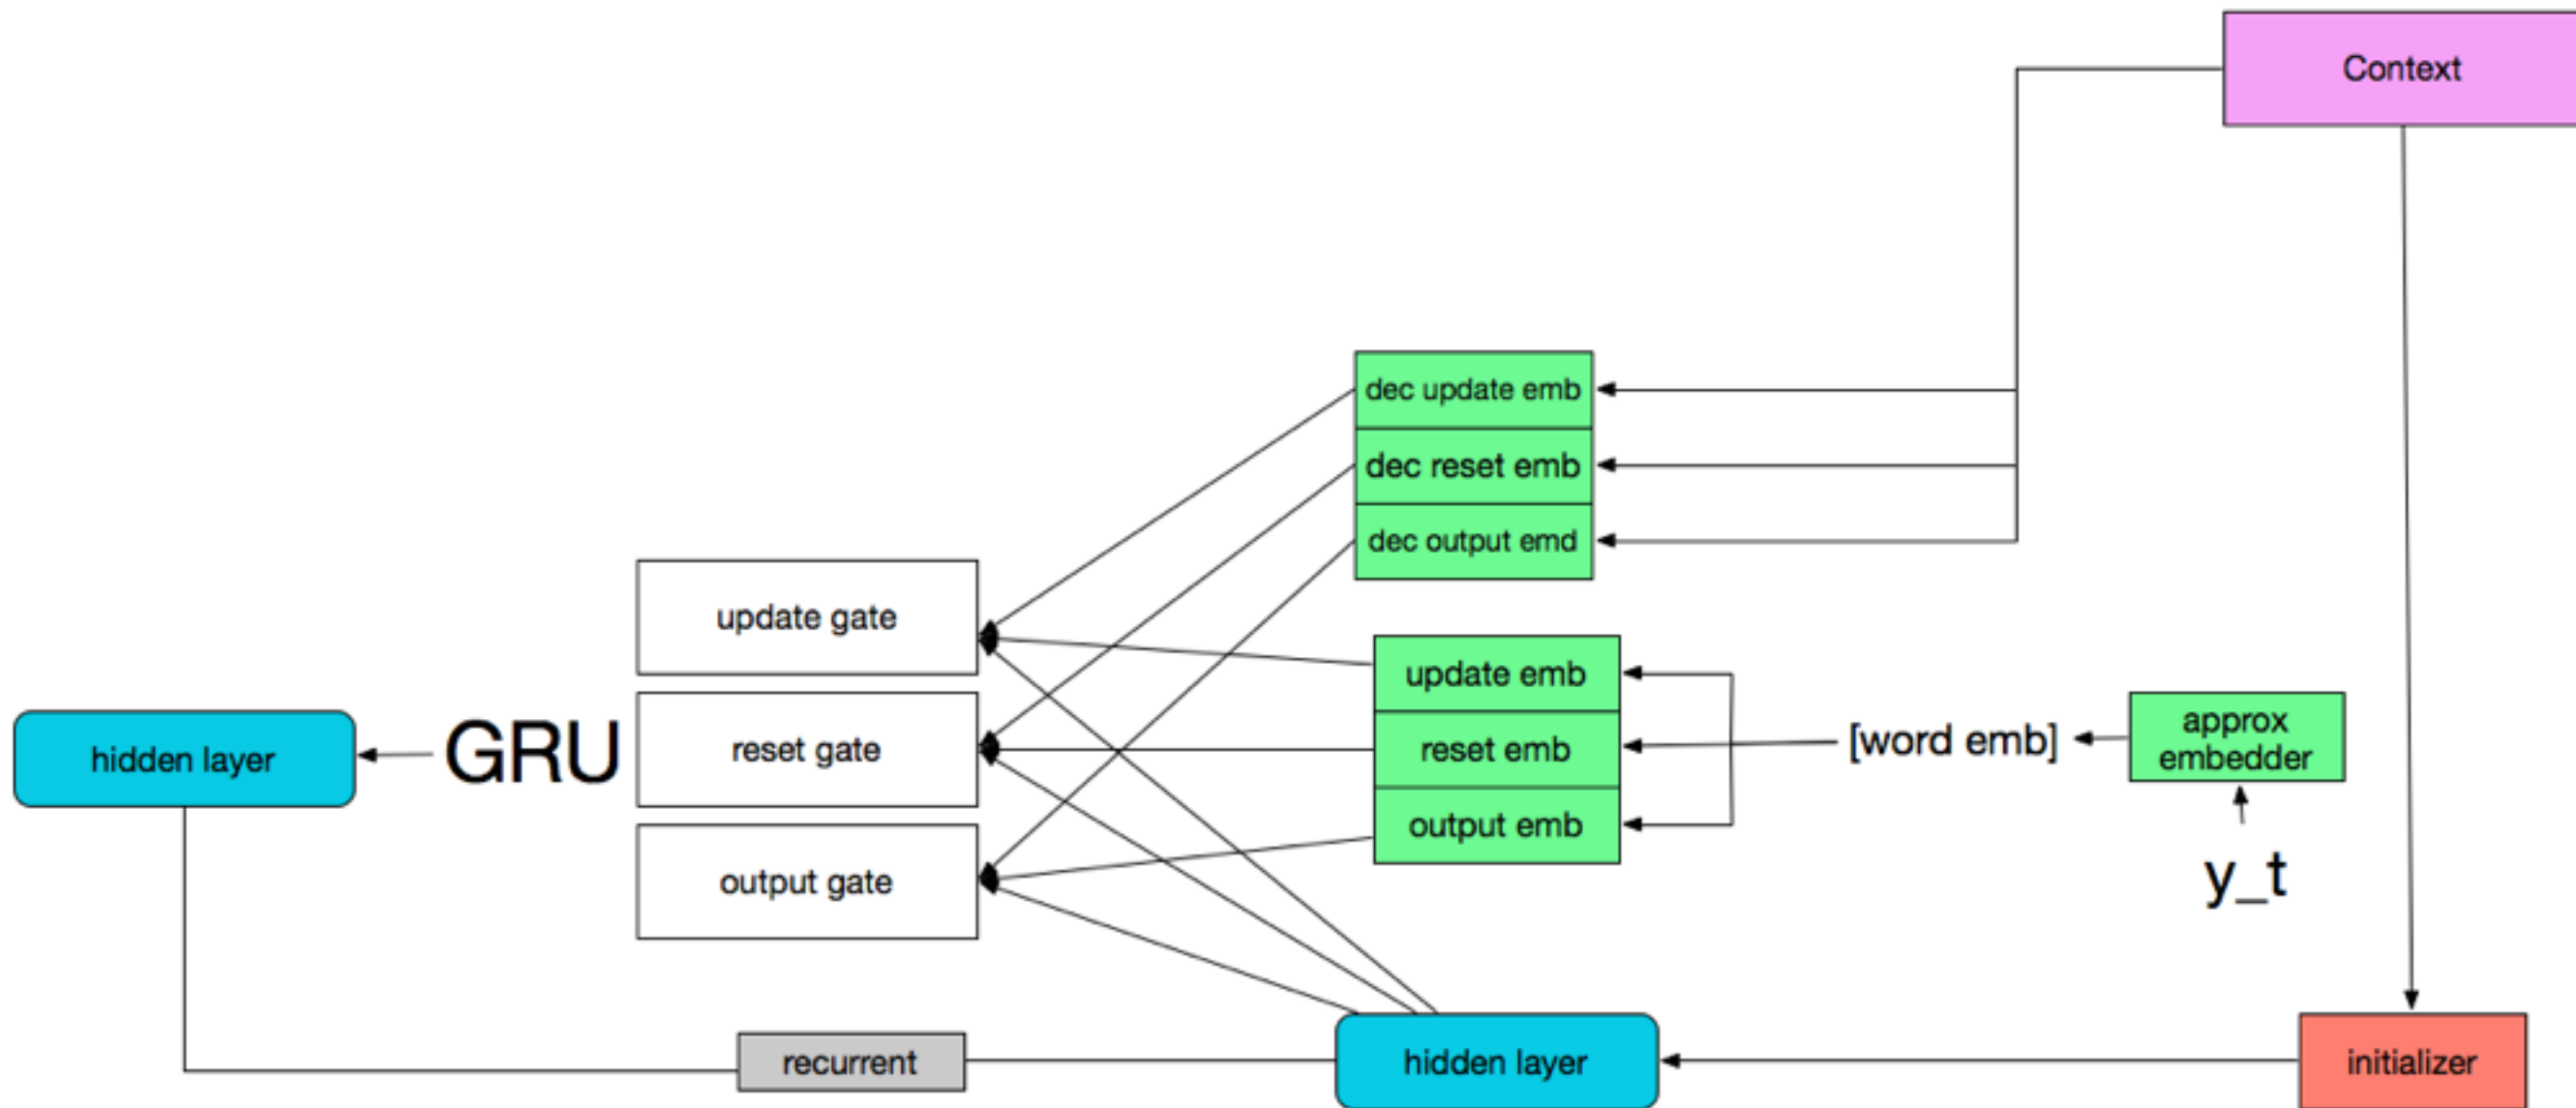 Context
dec update emb
dec reset emb
dec output emd
update gate
update emb
hidden layer
GRU
reset gate
reset emb
[word emb]
approx
embedder
output gate
output emb
y_t
recurrent
hidden layer
initializer